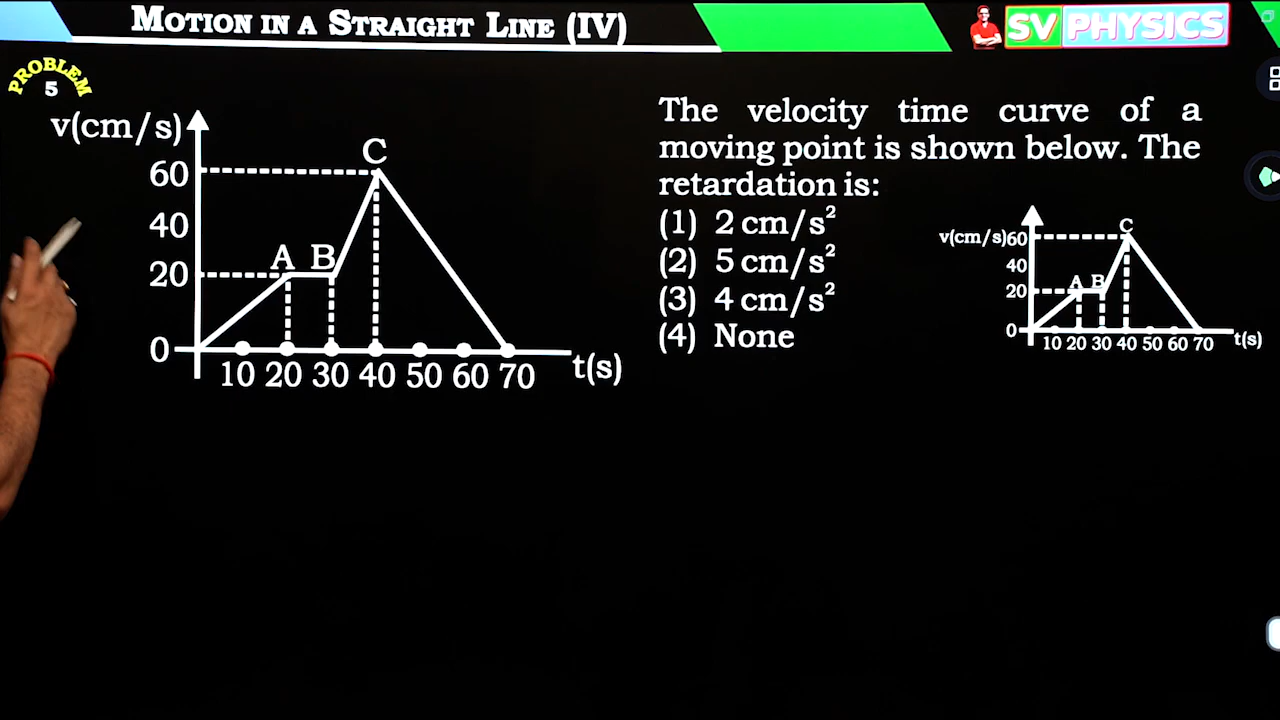 MOTION IN A STRAIGHT LINE (IV)
SV PHYSICS
PROBLEM
5
v(cm/s)
60
40
20
0
A B
C
10 20 30 40 50 60 70
t(s)
The velocity time curve of a
moving point is shown below. The
retardation is:
(1) 2 cm/s²
(2) 5 cm/s²
(3) 4 cm/s²
(4) None
v(cm/s)
60
40
20
0
A B
C
10 20 30 40 50 60 70
t(s)